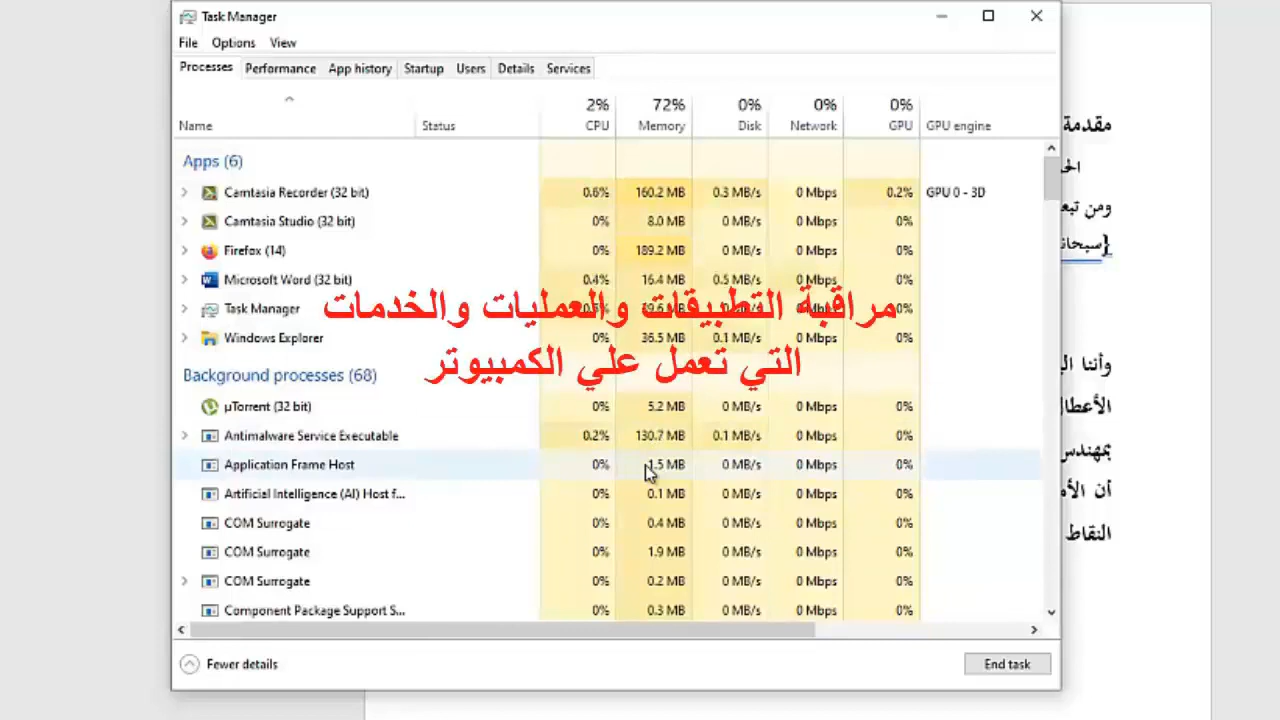 Task Manager
File Options View
Processes Performance App history Startup Users Details Services
2% 72% 0% 0% 0%
Name Status CPU Memory Disk Network GPU GPU engine
Apps (6)
Camtasia Recorder (32 bit) 0.6% 160.2 MB 0.3 MB/s 0 Mbps 0.2% GPU 0 - 3D
Camtasia Studio (32 bit) 0% 8.0 MB 0 MB/s 0 Mbps 0%
Firefox (14) 0% 189.2 MB 0 MB/s 0 Mbps 0%
Microsoft Word (32 bit) 0.4% 16.4 MB 0.5 MB/s 0 Mbps 0%
Task Manager 0%
مراقبة التطبيقات والعمليات والخدمات
Windows Explorer 0% 36.5 MB 0.1 MB/s 0 Mbps 0%
التي تعمل علي الكمبيوتر
Background processes (68)
µTorrent (32 bit) 0% 5.2 MB 0 MB/s 0 Mbps 0%
Antimalware Service Executable 0.2% 130.7 MB 0.1 MB/s 0 Mbps 0%
Application Frame Host 0% 1.5 MB 0 MB/s 0 Mbps 0%
Artificial Intelligence (AI) Host f... 0% 0.1 MB 0 MB/s 0 Mbps 0%
COM Surrogate 0% 0.4 MB 0 MB/s 0 Mbps 0%
COM Surrogate 0% 1.9 MB 0 MB/s 0 Mbps 0%
COM Surrogate 0% 0.2 MB 0 MB/s 0 Mbps 0%
Component Package Support S... 0% 0.3 MB 0 MB/s 0 Mbps 0%
Fewer details End task
مقدمة
ومن
وأننا
أن
النقاط